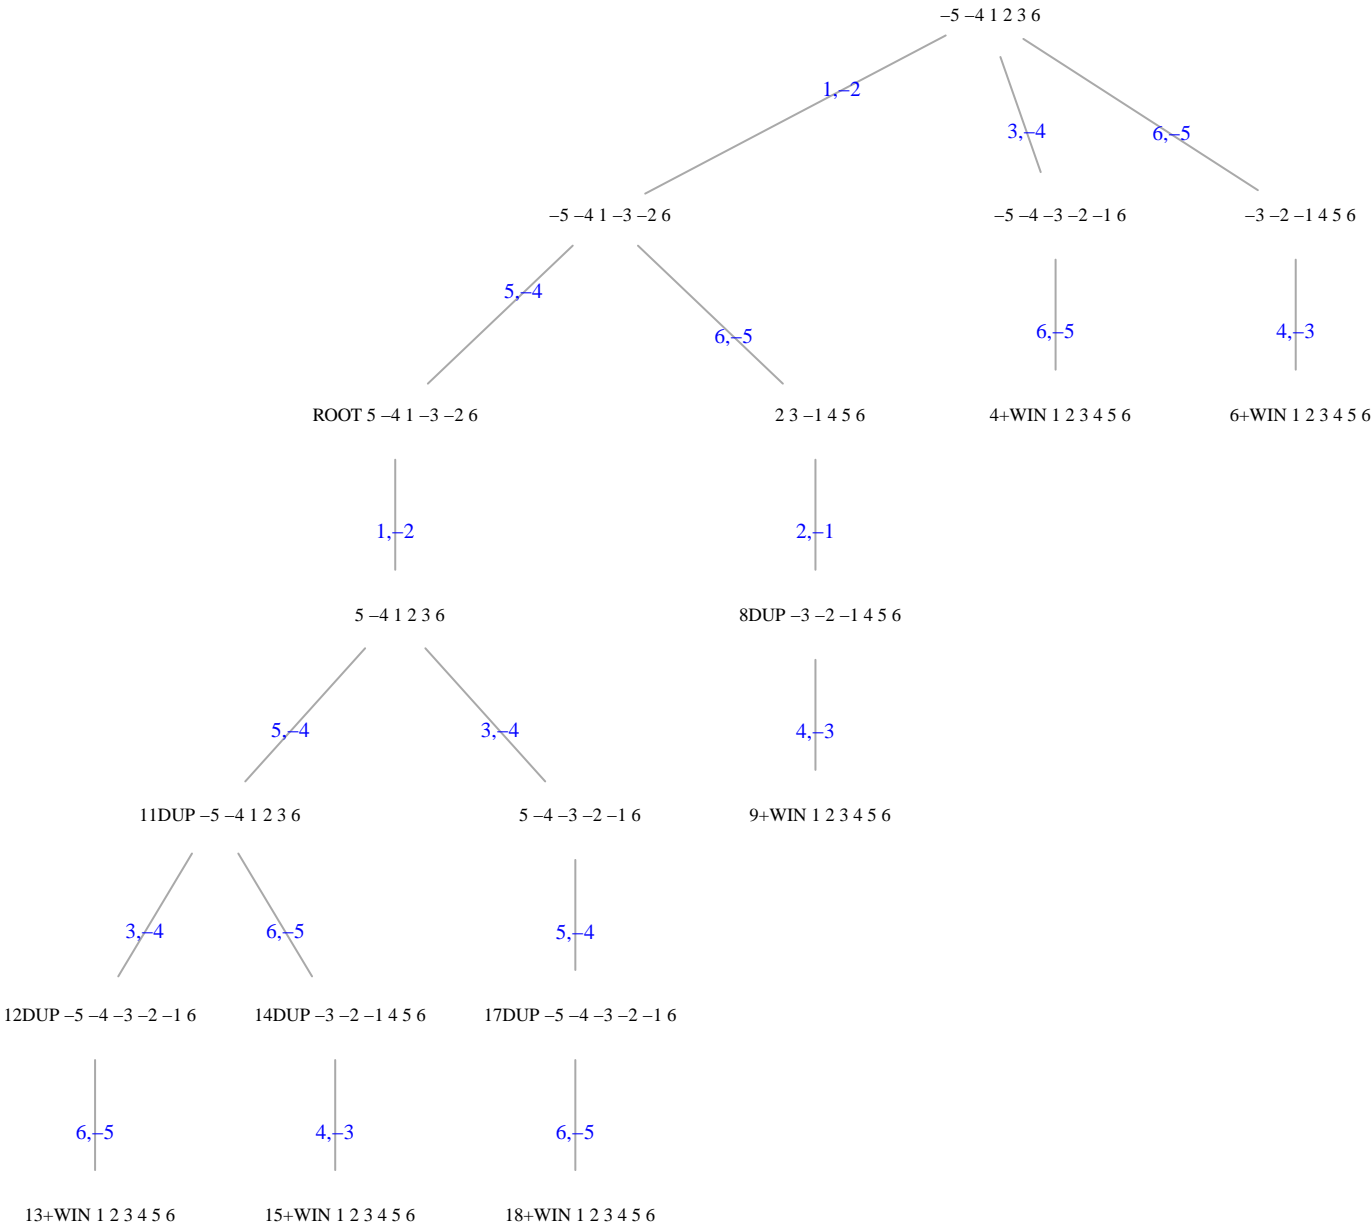 –5 –4 1 2 3 6
1,–2
3,–4
6,–5
–5 –4 1 –3 –2 6
–5 –4 –3 –2 –1 6
–3 –2 –1 4 5 6
5,–4
6,–5
6,–5
4,–3
ROOT 5 –4 1 –3 –2 6
2 3 –1 4 5 6
4+WIN 1 2 3 4 5 6
6+WIN 1 2 3 4 5 6
1,–2
2,–1
5 –4 1 2 3 6
8DUP –3 –2 –1 4 5 6
5,–4
3,–4
4,–3
11DUP –5 –4 1 2 3 6
5 –4 –3 –2 –1 6
9+WIN 1 2 3 4 5 6
3,–4
6,–5
5,–4
12DUP –5 –4 –3 –2 –1 6
14DUP –3 –2 –1 4 5 6
17DUP –5 –4 –3 –2 –1 6
6,–5
4,–3
6,–5
13+WIN 1 2 3 4 5 6
15+WIN 1 2 3 4 5 6
18+WIN 1 2 3 4 5 6